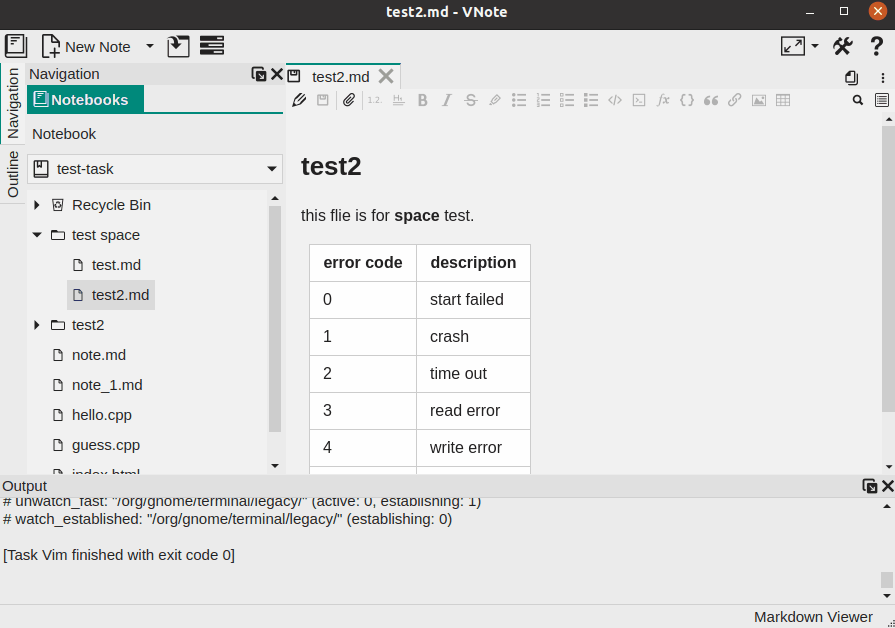 test2.md - VNote
New Note
Navigation
test2.md
Navigation
Outline
Notebooks
1.2.
B I S
Notebook
test-task
Recycle Bin
test space
test.md
test2.md
test2
note.md
note_1.md
hello.cpp
guess.cpp
index.html
test2
this flie is for space test.
error code description
0 start failed
1 crash
2 time out
3 read error
4 write error
Output
# unwatch_fast: "/org/gnome/terminal/legacy/" (active: 0, establishing: 1)
# watch_established: "/org/gnome/terminal/legacy/" (establishing: 0)
[Task Vim finished with exit code 0]
Markdown Viewer